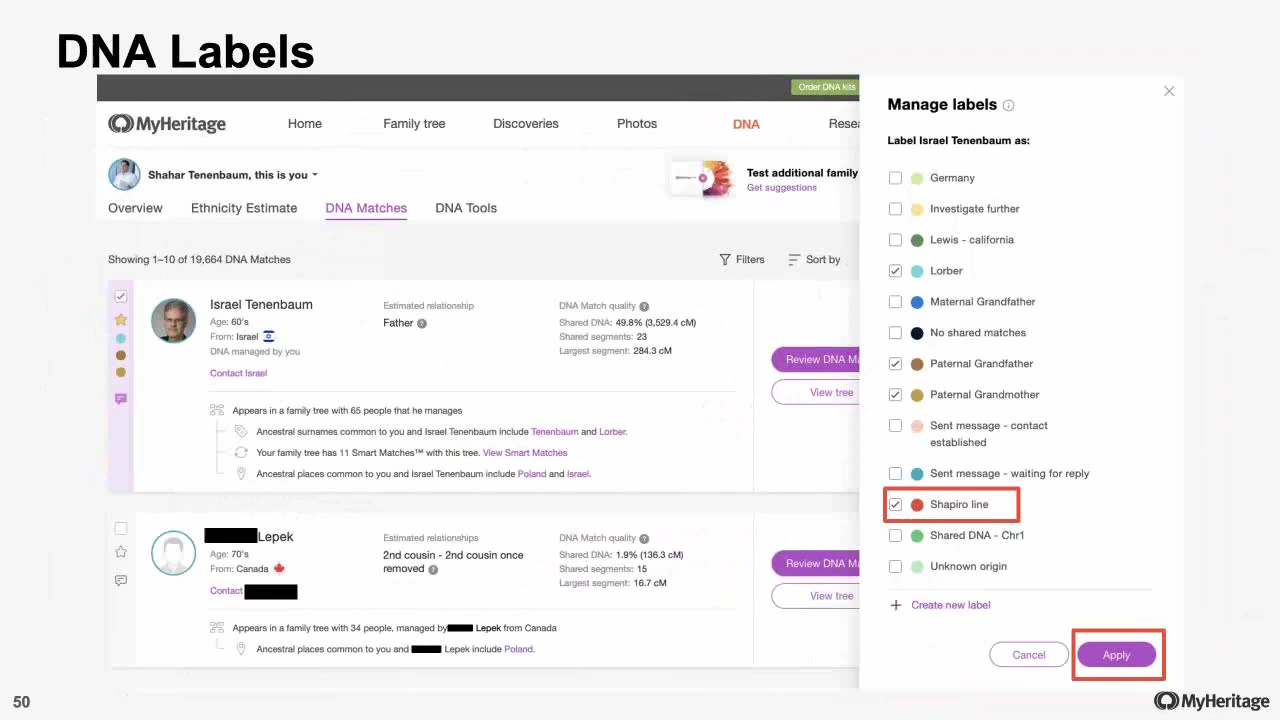 DNA Labels
Order DNA kits
MyHeritage
Home
Family tree
Discoveries
Photos
DNA
Resea
Shahar Tenenbaum, this is you
Test additional family
Get suggestions
Overview
Ethnicity Estimate
DNA Matches
DNA Tools
Showing 1–10 of 19,664 DNA Matches
Filters
Sort by
Israel Tenenbaum
Age: 60's
From: Israel
DNA managed by you
Contact Israel
Estimated relationship
Father ?
DNA Match quality ?
Shared DNA: 49.8% (3,529.4 cM)
Shared segments: 23
Largest segment: 284.3 cM
Review DNA Ma
View tree
Appears in a family tree with 65 people that he manages
Ancestral surnames common to you and Israel Tenenbaum include Tenenbaum and Lorber.
Your family tree has 11 Smart Matches™ with this tree. View Smart Matches
Ancestral places common to you and Israel Tenenbaum include Poland and Israel.
Lepek
Age: 70's
From: Canada
Contact
Estimated relationships
2nd cousin - 2nd cousin once
removed ?
DNA Match quality ?
Shared DNA: 1.9% (136.3 cM)
Shared segments: 15
Largest segment: 16.7 cM
Review DNA Ma
View tree
Appears in a family tree with 34 people, managed by Lepek from Canada
Ancestral places common to you and Lepek include Poland.
Manage labels
Label Israel Tenenbaum as:
Germany
Investigate further
Lewis - california
Lorber
Maternal Grandfather
No shared matches
Paternal Grandfather
Paternal Grandmother
Sent message - contact
established
Sent message - waiting for reply
Shapiro line
Shared DNA - Chr1
Unknown origin
+ Create new label
Cancel
Apply
50
MyHeritage